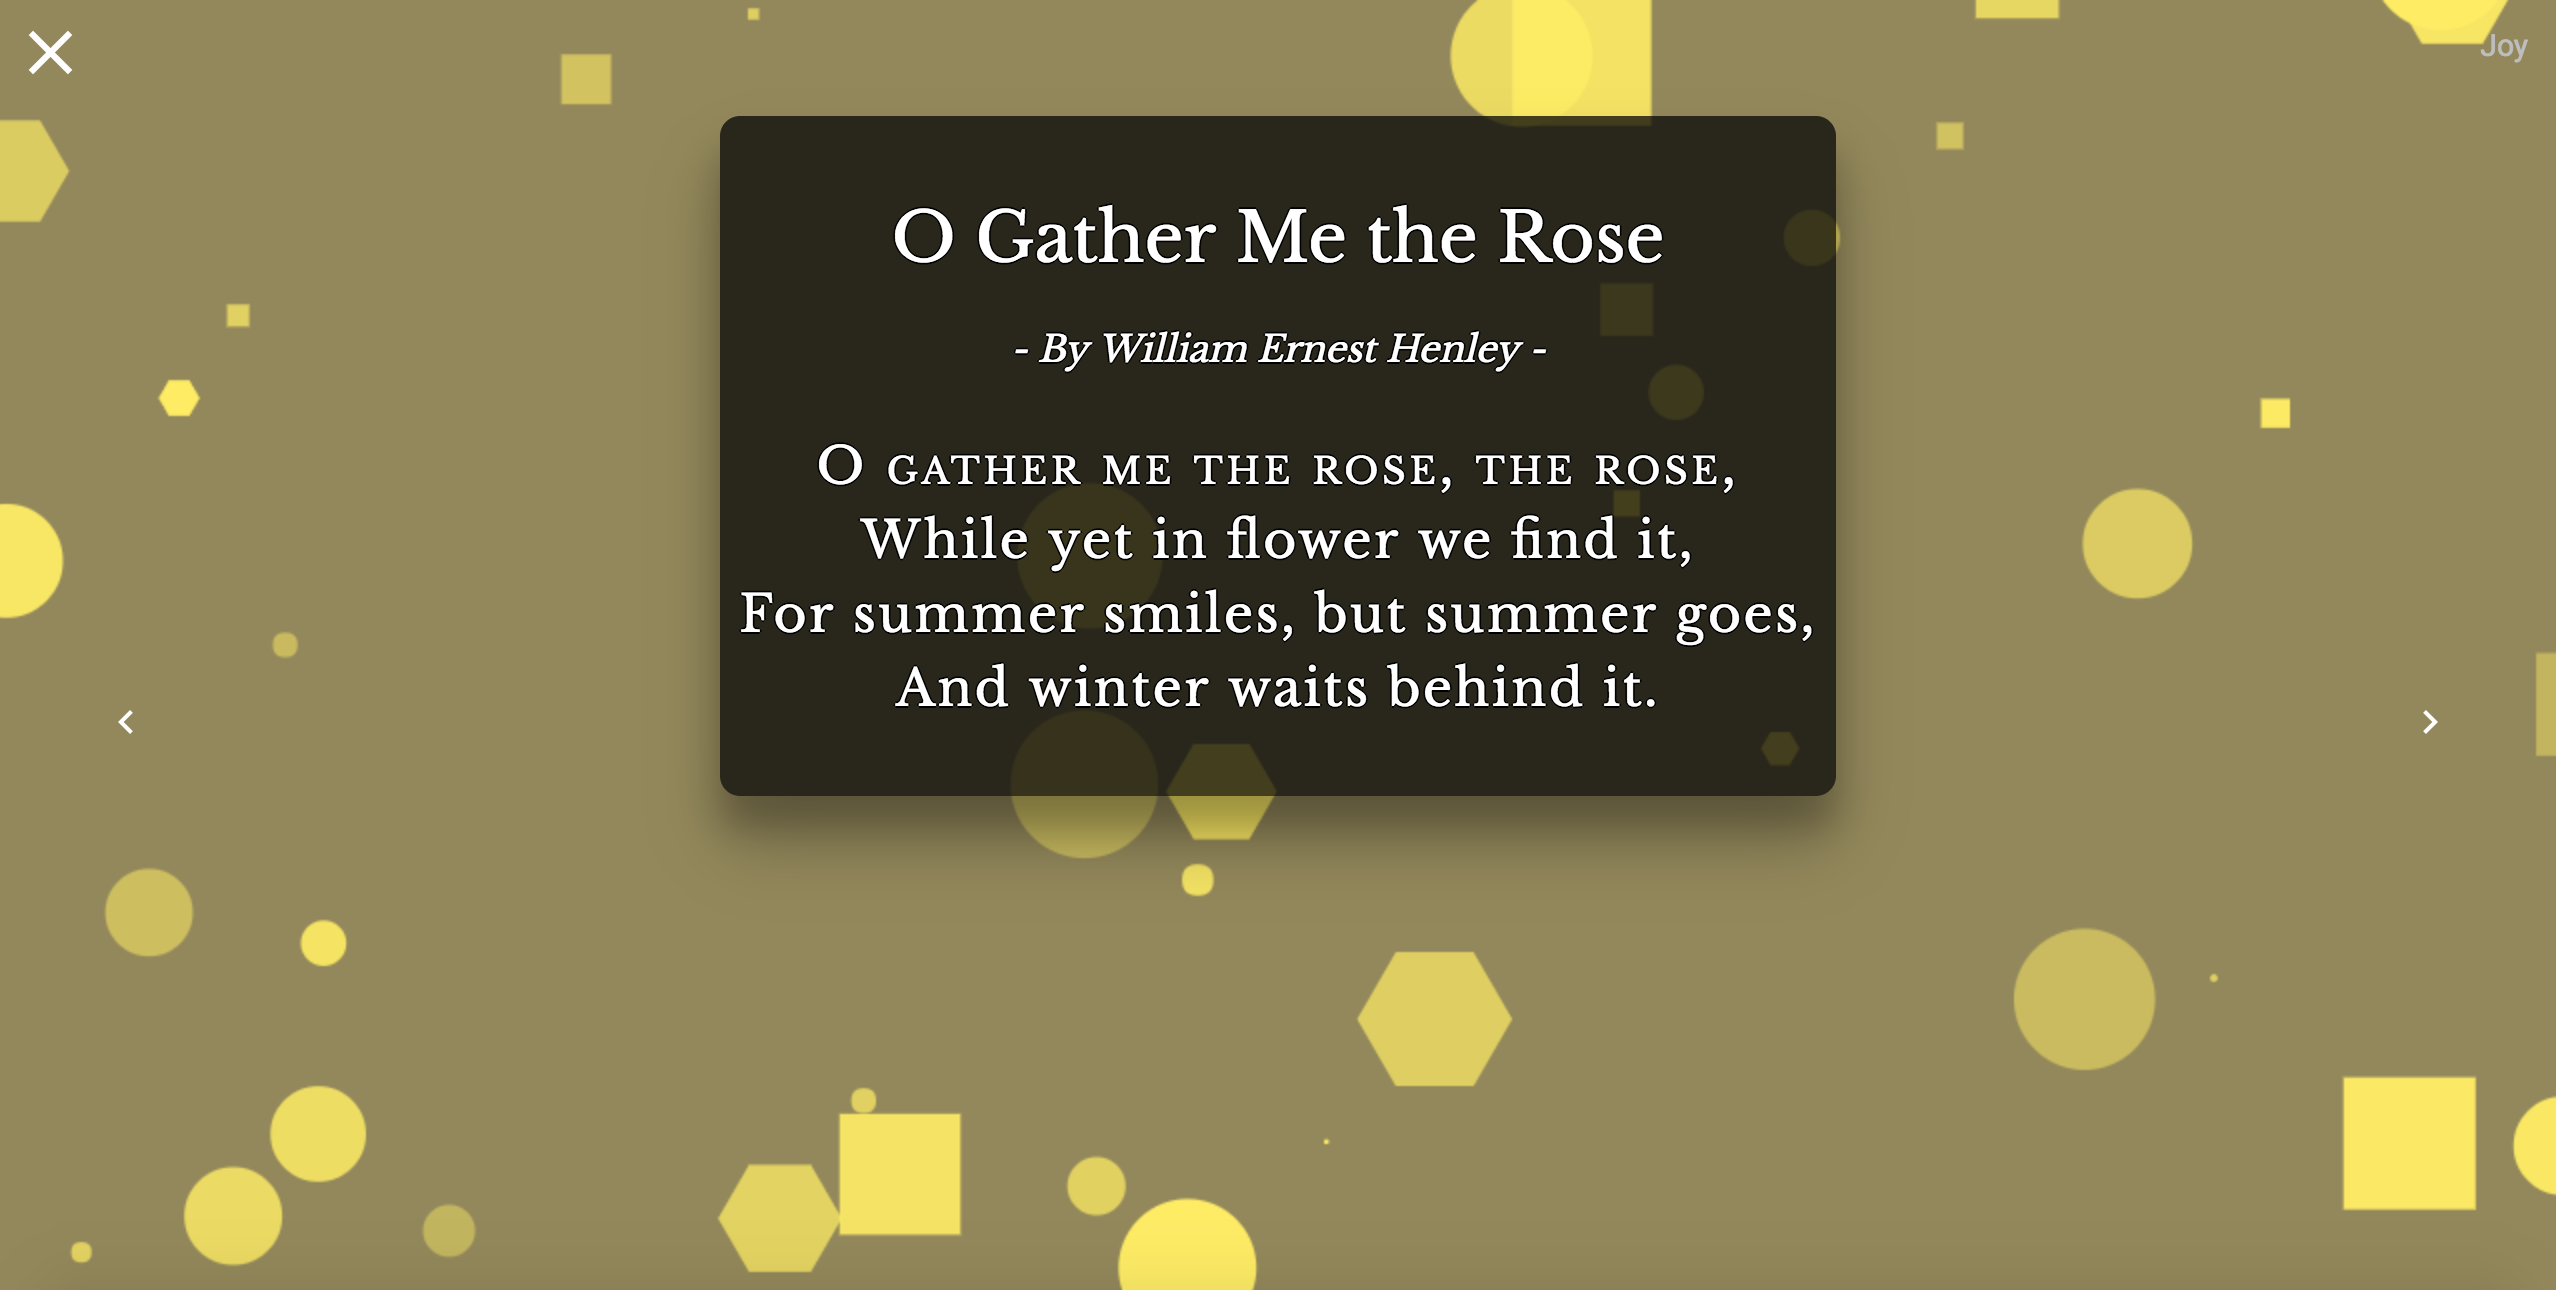 Joy
O Gather Me the Rose
- By William Ernest Henley -
O GATHER ME THE ROSE, THE ROSE,
While yet in flower we find it,
For summer smiles, but summer goes,
And winter waits behind it.